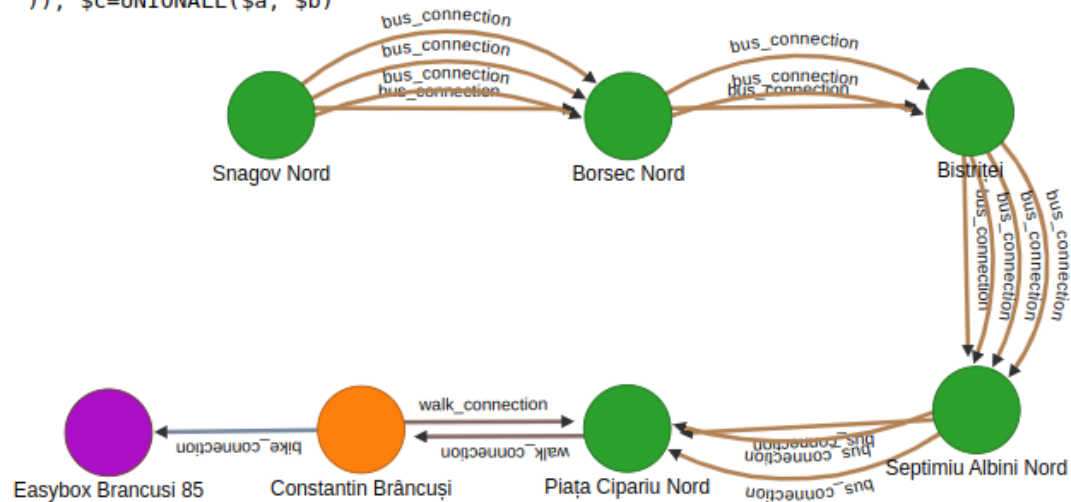 )), $c=UNIONALL($a, $b)
bus_connection
bus_connection
bus_connection
bus_connection
bus_connection
bus_connection
bus_connection
Snagov Nord
Borsec Nord
Bistriței
bus_connection
bus_connection
bus_connection
bus_connection
walk_connection
bike_connection
walk_connection
bus_connection
bus_connection
bus_connection
Easybox Brancusi 85
Constantin Brâncuși
Piața Cipariu Nord
Septimiu Albini Nord